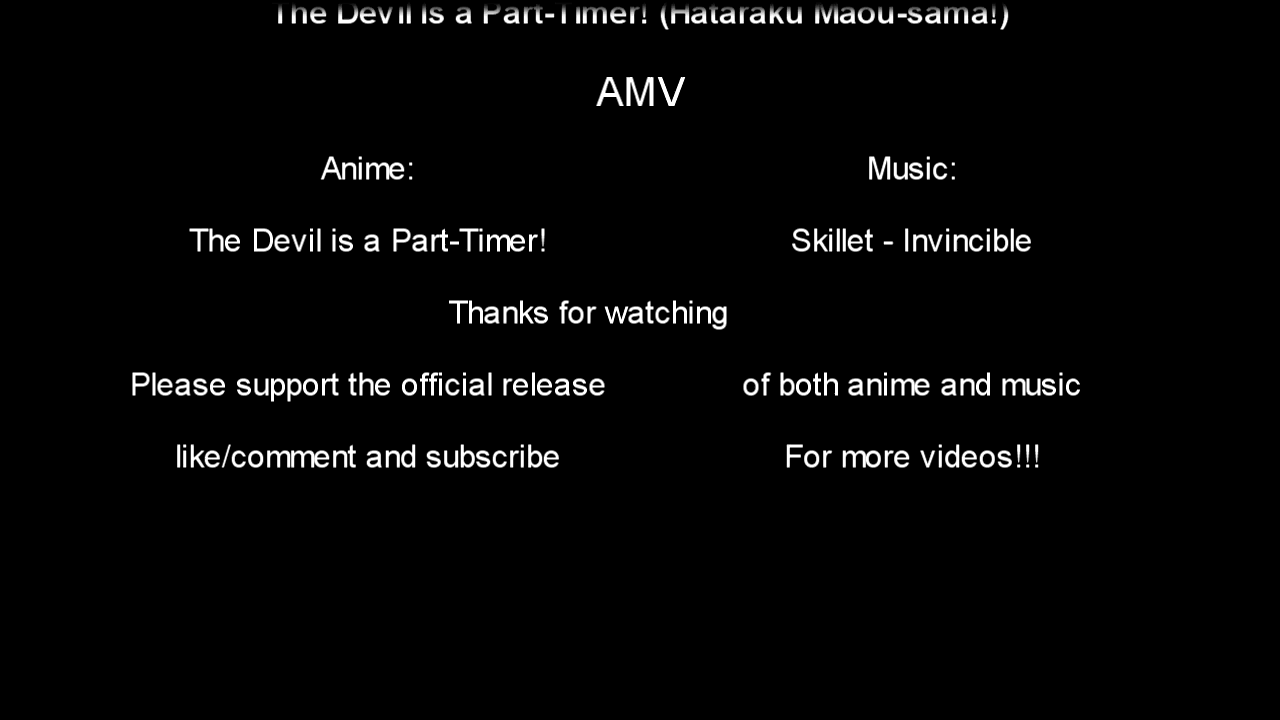 The Devil is a Part-Timer! (Hataraku Maou-sama!)
AMV
Anime: Music:
The Devil is a Part-Timer! Skillet - Invincible
Thanks for watching
Please support the official release of both anime and music
like/comment and subscribe For more videos!!!